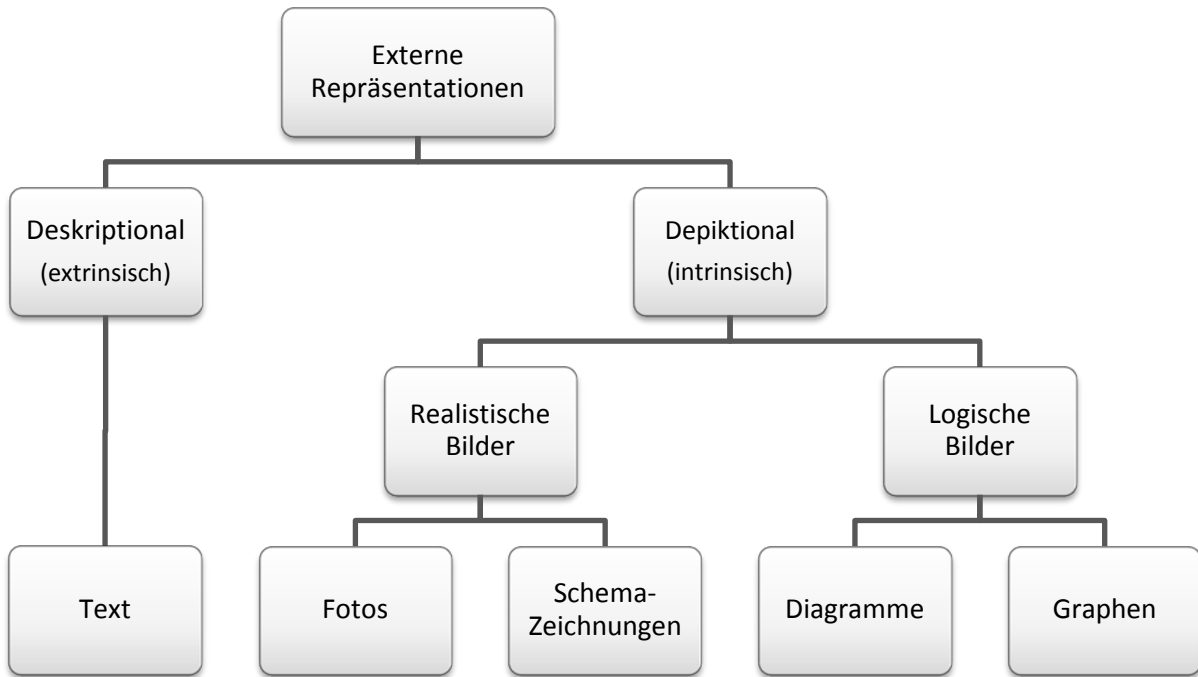 Externe
Repräsentationen
Deskriptional
(extrinsisch)
Depiktional
(intrinsisch)
Realistische
Bilder
Logische
Bilder
Text
Fotos
Schema-
Zeichnungen
Diagramme
Graphen